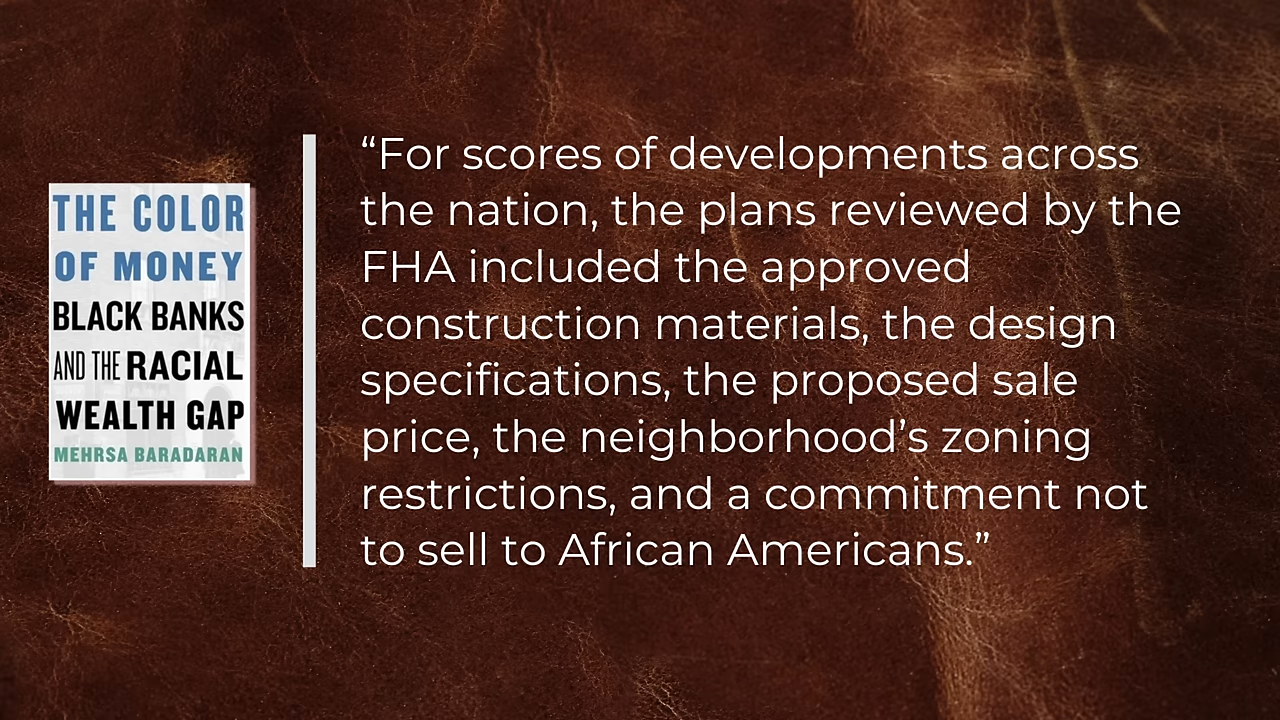 THE COLOR
OF MONEY
BLACK BANKS
AND THE RACIAL
WEALTH GAP
MEHRSA BARADARAN
“For scores of developments across
the nation, the plans reviewed by the
FHA included the approved
construction materials, the design
specifications, the proposed sale
price, the neighborhood’s zoning
restrictions, and a commitment not
to sell to African Americans.”